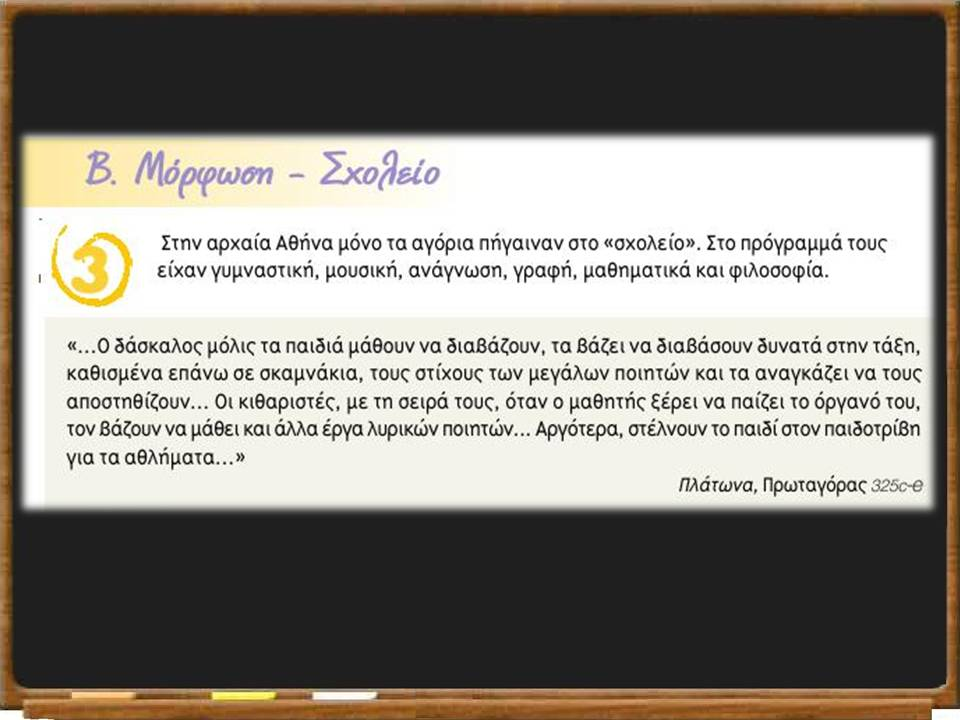 Β. Μόρφωση - Σχολείο
3
Στην αρχαία Αθήνα μόνο τα αγόρια πήγαιναν στο «σχολείο». Στο πρόγραμμά τους
είχαν γυμναστική, μουσική, ανάγνωση, γραφή, μαθηματικά και φιλοσοφία.
«...Ο δάσκαλος μόλις τα παιδιά μάθουν να διαβάζουν, τα βάζει να διαβάσουν δυνατά στην τάξη,
καθισμένα επάνω σε σκαμνάκια, τους στίχους των μεγάλων ποιητών και τα αναγκάζει να τους
αποστηθίζουν... Οι κιθαριστές, με τη σειρά τους, όταν ο μαθητής ξέρει να παίζει το όργανό του,
τον βάζουν να μάθει και άλλα έργα λυρικών ποιητών... Αργότερα, στέλνουν το παιδί στον παιδοτρίβη
για τα αθλήματα...»
Πλάτωνα, Πρωταγόρας 325c-e